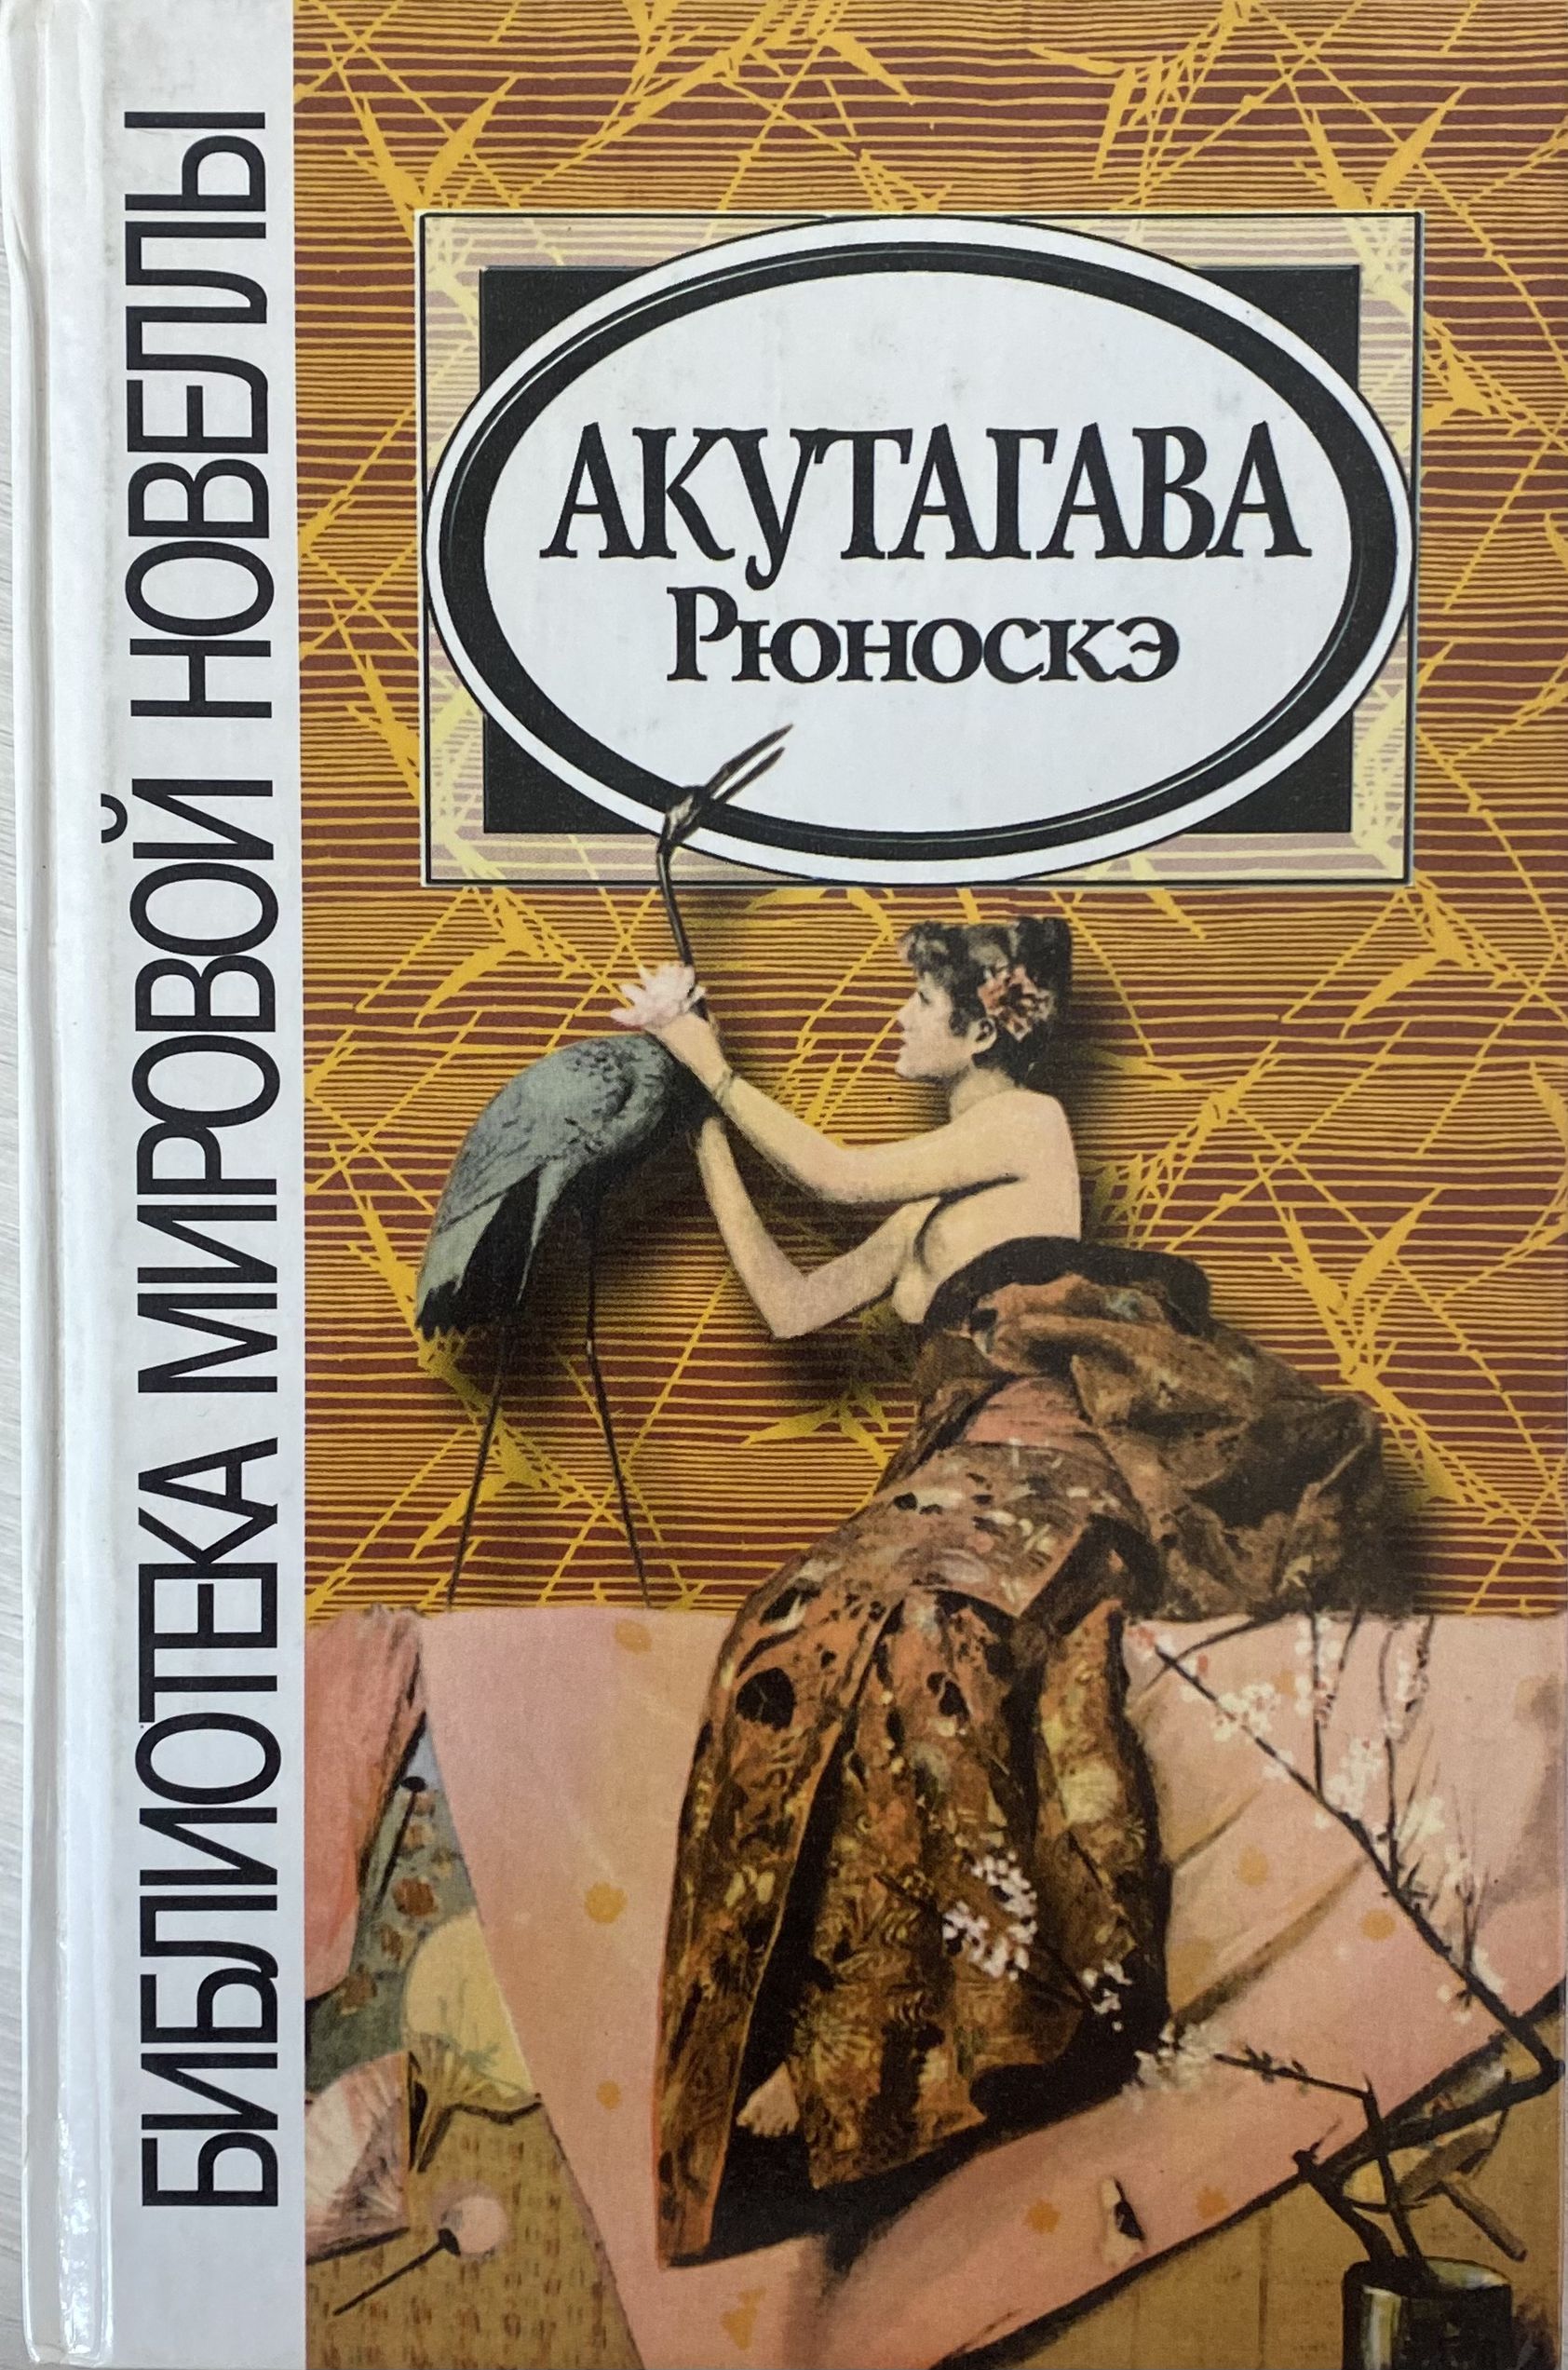 БИБЛИОТЕКА МИРОВОЙ НОВЕЛЛЫ
АКУТАГАВА
Рюноскэ